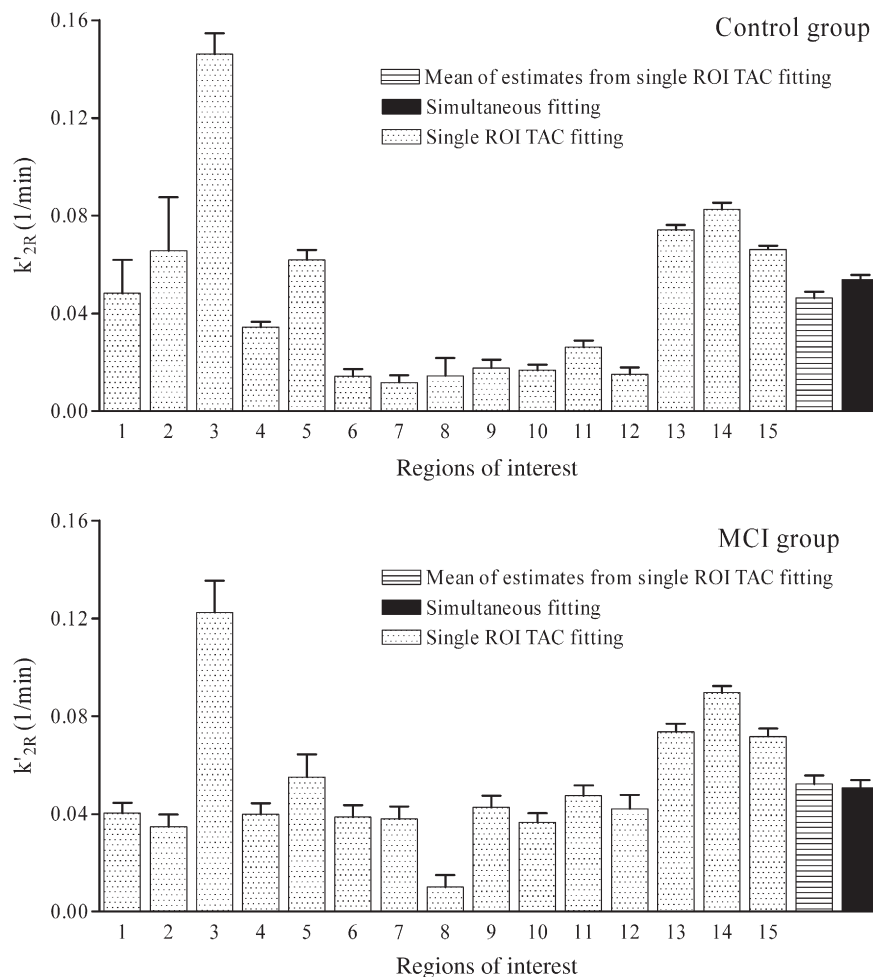 Control group
Mean of estimates from single ROI TAC fitting
Simultaneous fitting
Single ROI TAC fitting
k'2R (1/min)
0.16
0.12
0.08
0.04
0.00
1 2 3 4 5 6 7 8 9 10 11 12 13 14 15
Regions of interest
MCI group
Mean of estimates from single ROI TAC fitting
Simultaneous fitting
Single ROI TAC fitting
k'2R (1/min)
0.16
0.12
0.08
0.04
0.00
1 2 3 4 5 6 7 8 9 10 11 12 13 14 15
Regions of interest